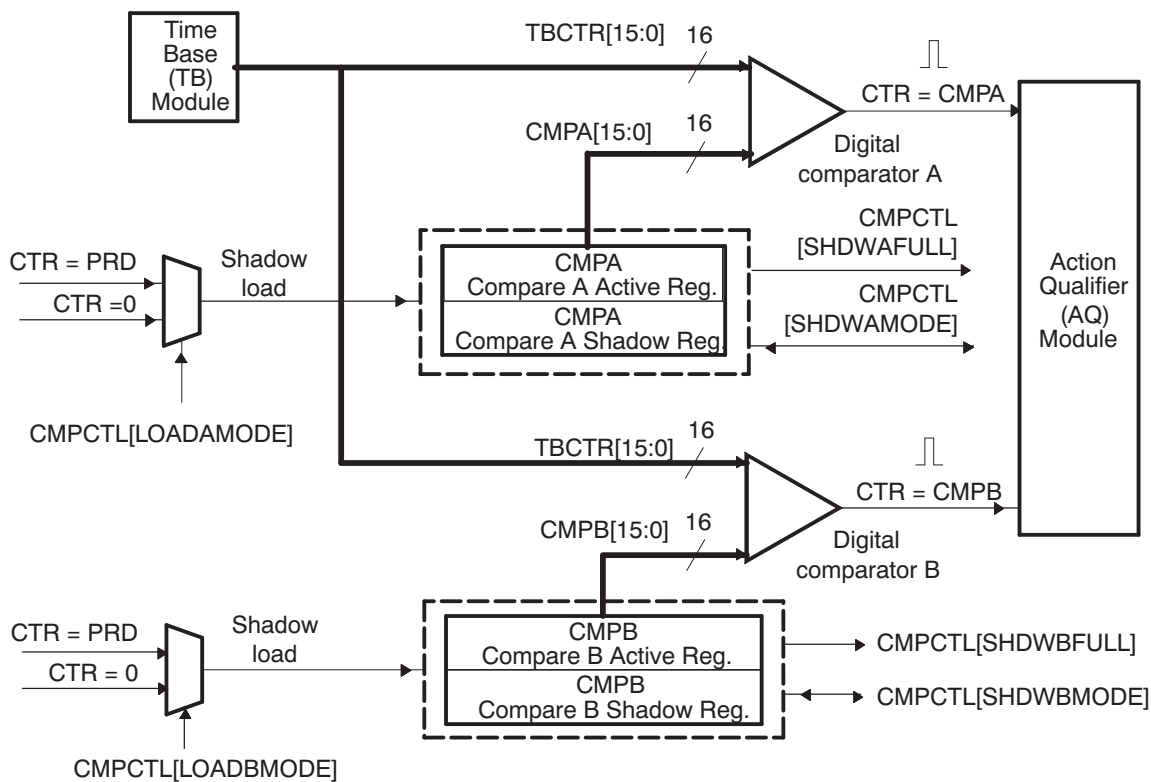 Time
Base
(TB)
Module
TBCTR[15:0]
16
CTR = CMPA
CMPA[15:0]
16
Digital
comparator A
CMPCTL
[SHDWAFULL]
CMPCTL
[SHDWAMODE]
Action
Qualifier
(AQ)
Module
CTR = PRD
CTR =0
Shadow
load
CMPA
Compare A Active Reg.
CMPA
Compare A Shadow Reg.
CMPCTL[LOADAMODE]
TBCTR[15:0]
16
CTR = CMPB
CMPB[15:0]
16
Digital
comparator B
CTR = PRD
CTR = 0
Shadow
load
CMPB
Compare B Active Reg.
CMPB
Compare B Shadow Reg.
CMPCTL[SHDWBFULL]
CMPCTL[SHDWBMODE]
CMPCTL[LOADBMODE]